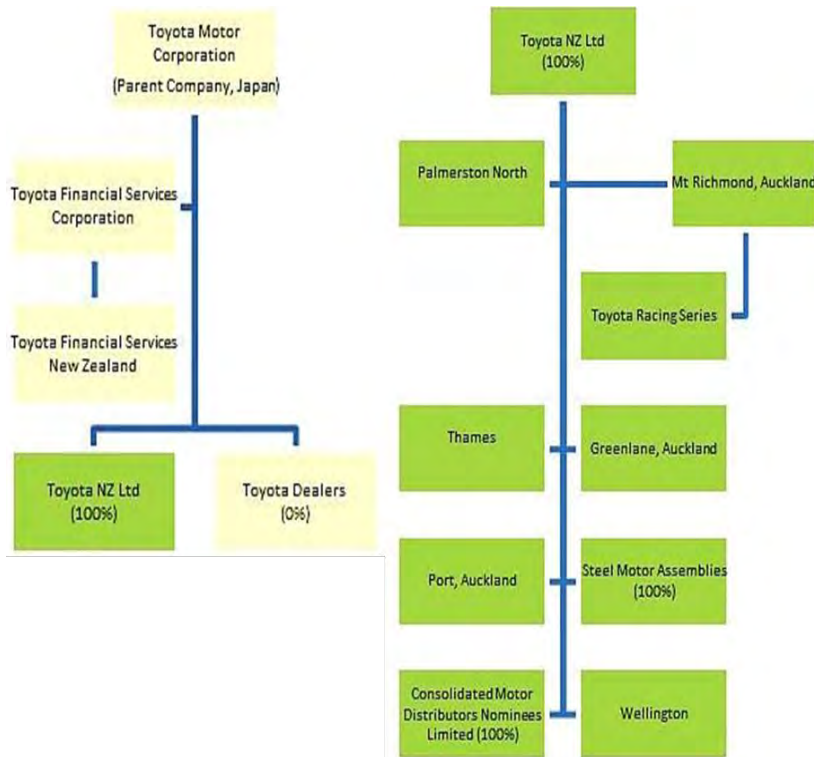 Toyota Motor
Corporation
(Parent Company, Japan)
Toyota Financial Services
Corporation
Toyota Financial Services
New Zealand
Toyota NZ Ltd
(100%)
Toyota Dealers
(0%)
Toyota NZ Ltd
(100%)
Palmerston North
Mt Richmond, Auckland
Toyota Racing Series
Thames
Greenlane, Auckland
Port, Auckland
Steel Motor Assemblies
(100%)
Consolidated Motor
Distributors Nominees
Limited (100%)
Wellington